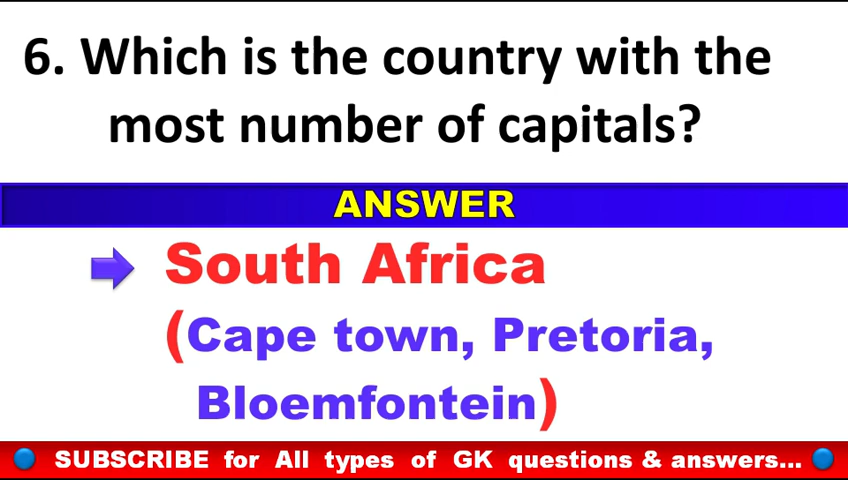 6. Which is the country with the
most number of capitals?
ANSWER
South Africa
(Cape town, Pretoria,
Bloemfontein)
SUBSCRIBE for All types of GK questions & answers...